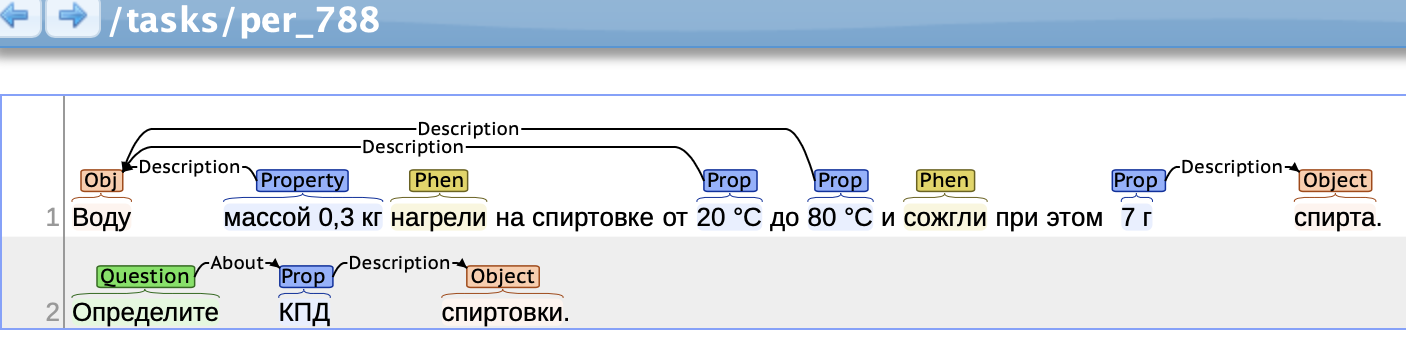 /tasks/per_788
Description
Description
Description Description
Obj Property Phen Prop Prop Phen Prop Object
1 Воду массой 0,3 кг нагрели на спиртовке от 20 °C до 80 °C и сожгли при этом 7 г спирта.
About Description
Question Prop Object
2 Определите КПД спиртовки.